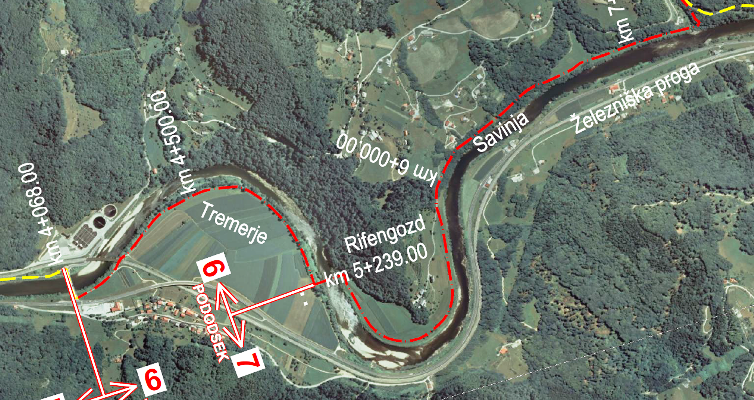 km 7+
Železniška proga
Savinja
km 4+500.00
km 6+000.00
km 4+068.00
Tremerje
Rifengozd
km 5+239.00
6
PODODSEK
7
6